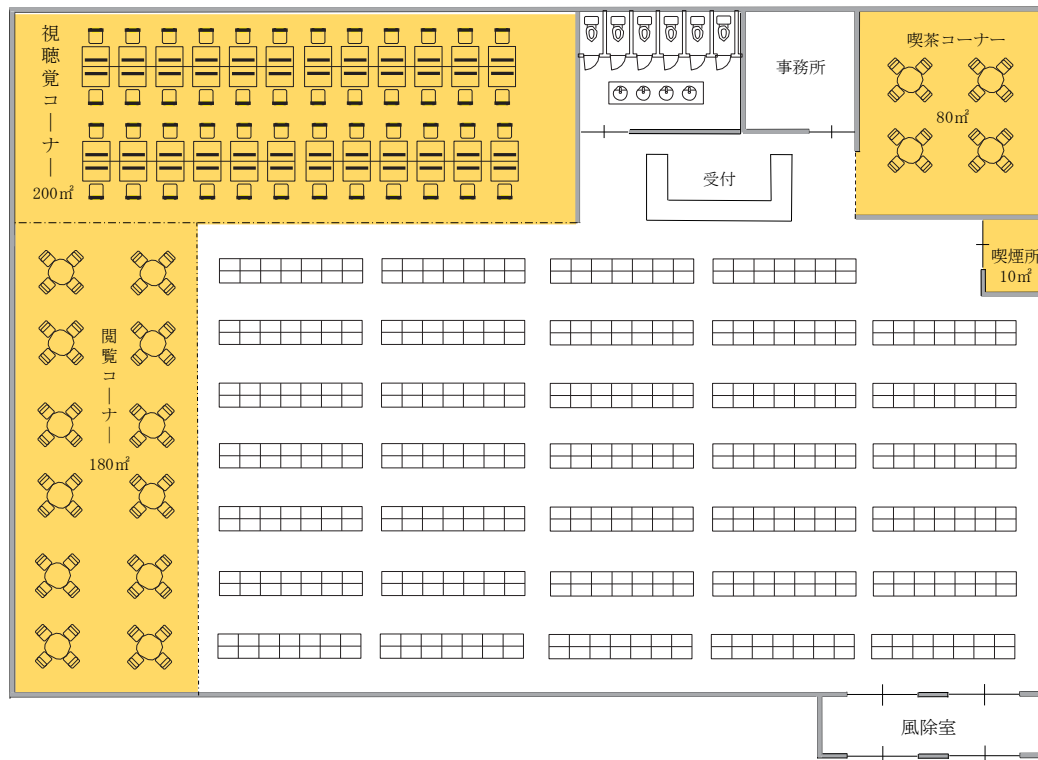 視聴覚コーナー
200㎡
事務所
喫茶コーナー
80㎡
受付
喫煙所
10㎡
閲覧コーナー
180㎡
風除室